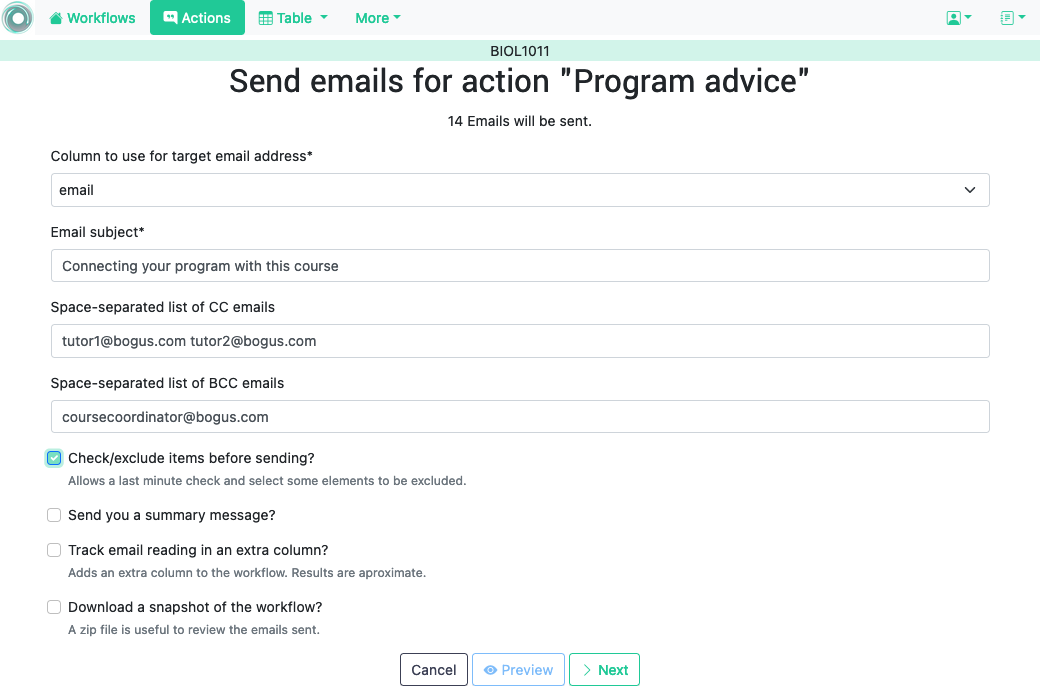 Workflows Actions Table More
BIOL1011
Send emails for action "Program advice"
14 Emails will be sent.
Column to use for target email address*
email
Email subject*
Connecting your program with this course
Space-separated list of CC emails
tutor1@bogus.com tutor2@bogus.com
Space-separated list of BCC emails
coursecoordinator@bogus.com
Check/exclude items before sending?
Allows a last minute check and select some elements to be excluded.
Send you a summary message?
Track email reading in an extra column?
Adds an extra column to the workflow. Results are aproximate.
Download a snapshot of the workflow?
A zip file is useful to review the emails sent.
Cancel Preview Next